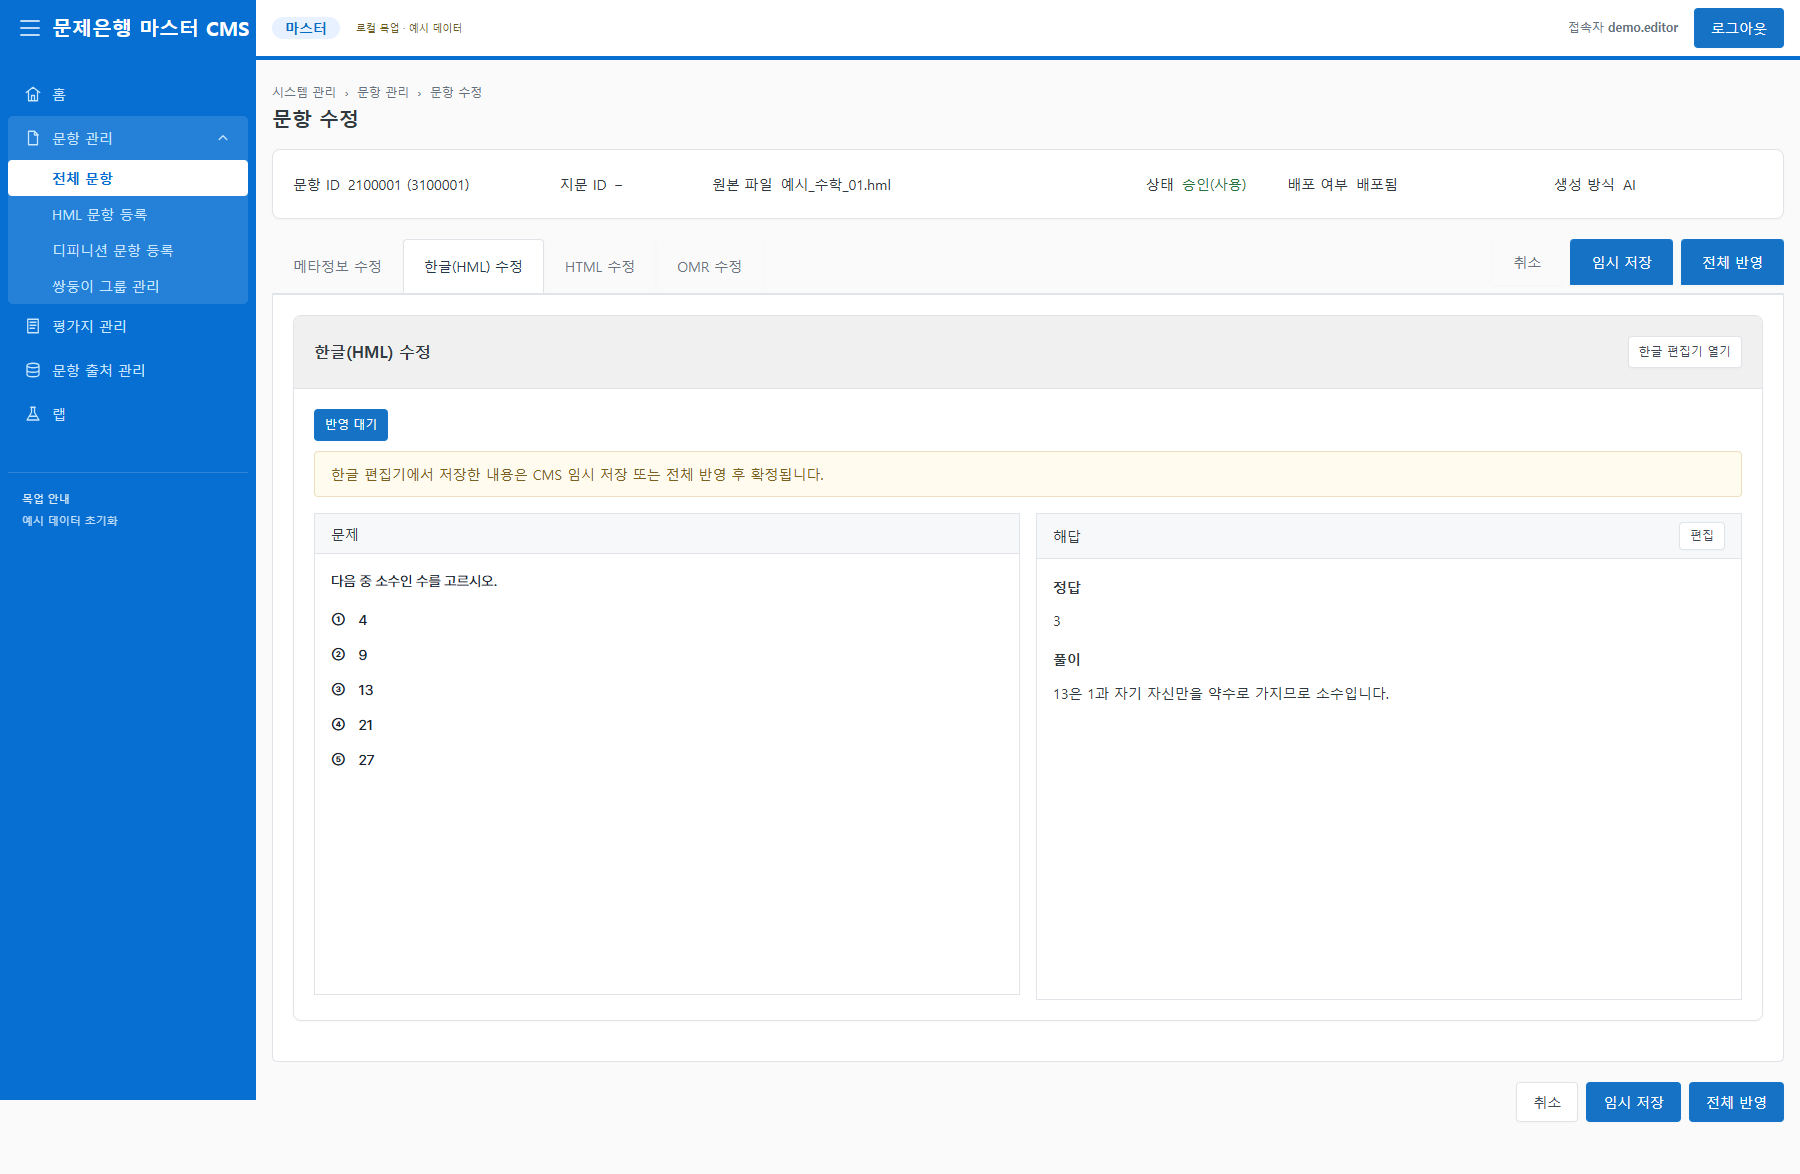 문제은행 마스터 CMS
마스터
로컬 목업 · 예시 데이터
접속자 demo.editor
로그아웃
홈
문항 관리
전체 문항
HML 문항 등록
디피니션 문항 등록
쌍둥이 그룹 관리
평가지 관리
문항 출처 관리
랩
목업 안내
예시 데이터 초기화
시스템 관리 › 문항 관리 › 문항 수정
문항 수정
문항 ID 2100001 (3100001)
지문 ID –
원본 파일 예시_수학_01.hml
상태 승인(사용)
배포 여부 배포됨
생성 방식 AI
메타정보 수정
한글(HML) 수정
HTML 수정
OMR 수정
취소
임시 저장
전체 반영
한글(HML) 수정
한글 편집기 열기
반영 대기
한글 편집기에서 저장한 내용은 CMS 임시 저장 또는 전체 반영 후 확정됩니다.
문제
다음 중 소수인 수를 고르시오.
① 4
② 9
③ 13
④ 21
⑤ 27
해답
편집
정답
3
풀이
13은 1과 자기 자신만을 약수로 가지므로 소수입니다.
취소
임시 저장
전체 반영